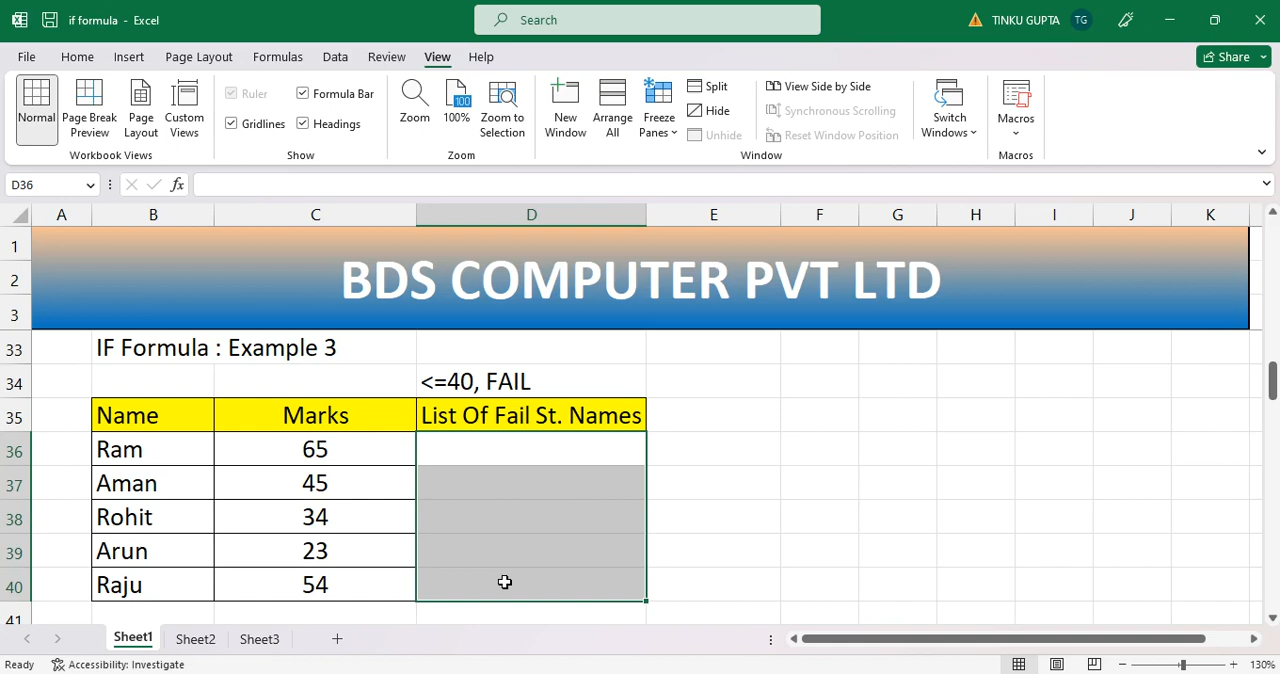 if formula - Excel
Search
TINKU GUPTA TG
File Home Insert Page Layout Formulas Data Review View Help
Share
Normal
Page Break Preview
Page Layout
Custom Views
Workbook Views
Ruler
Formula Bar
Gridlines
Headings
Show
Zoom
100
100%
Zoom to Selection
Zoom
New Window
Arrange All
Freeze Panes
Split
Hide
Unhide
View Side by Side
Synchronous Scrolling
Reset Window Position
Switch Windows
Window
Macros
Macros
D36
fx
A B C D E F G H I J K
1
2 BDS COMPUTER PVT LTD
3
33 IF Formula : Example 3
34 <=40, FAIL
35 Name Marks List Of Fail St. Names
36 Ram 65
37 Aman 45
38 Rohit 34
39 Arun 23
40 Raju 54
41
Sheet1 Sheet2 Sheet3
Ready Accessibility: Investigate 130%